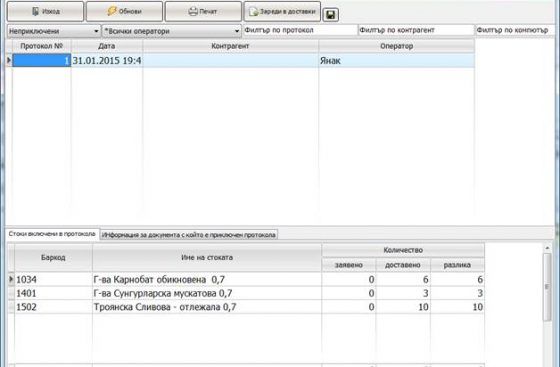 Изход Обнови Печат Зареди в доставки
Неприключени *Всички оператори Филтър по протокол Филтър по контрагент Филтър по компютър
Протокол № Дата Контрагент Оператор
1 31.01.2015 19:4 Янак
Стоки включени в протокола Информация за документа с който е приключен протокола
Баркод Име на стоката Количество
заявено доставено разлика
1034 Г-ва Карнобат обикновена 0,7 0 6 6
1401 Г-ва Сунгурларска мускатова 0,7 0 3 3
1502 Троянска Сливова - отлежала 0,7 0 10 10